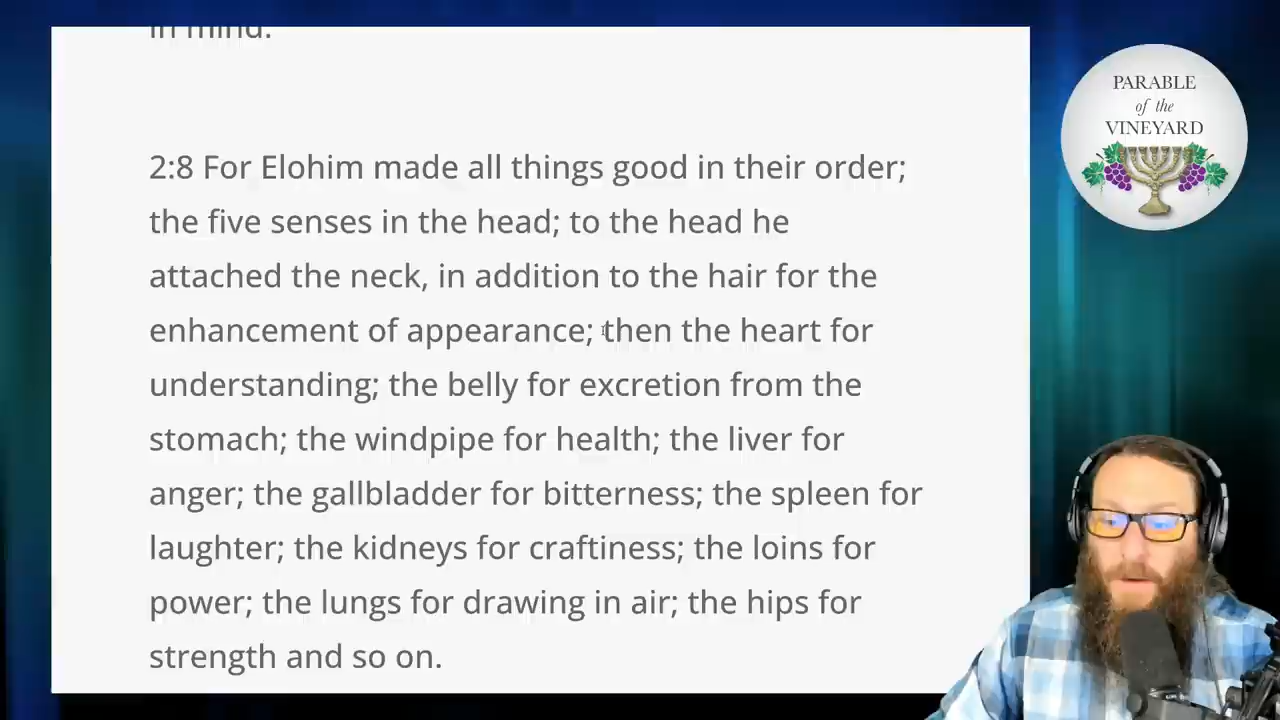 in mind.
2:8 For Elohim made all things good in their order;
the five senses in the head; to the head he
attached the neck, in addition to the hair for the
enhancement of appearance; then the heart for
understanding; the belly for excretion from the
stomach; the windpipe for health; the liver for
anger; the gallbladder for bitterness; the spleen for
laughter; the kidneys for craftiness; the loins for
power; the lungs for drawing in air; the hips for
strength and so on.
PARABLE
of the
VINEYARD